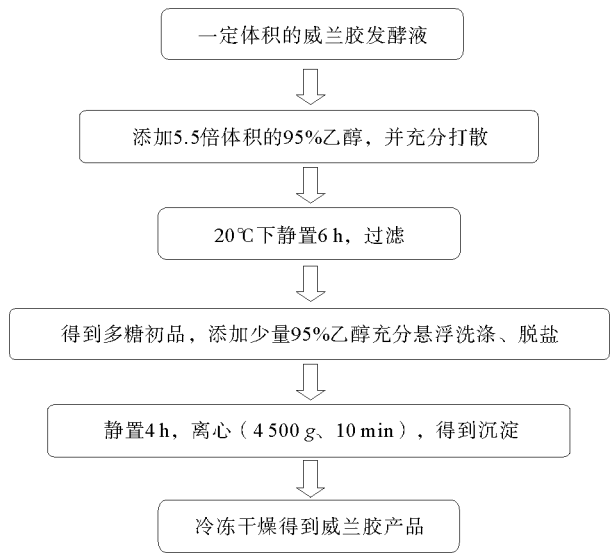 一定体积的威兰胶发酵液
添加5.5倍体积的95%乙醇，并充分打散
20℃下静置6 h，过滤
得到多糖初品，添加少量95%乙醇充分悬浮洗涤、脱盐
静置4 h，离心（4 500 g、10 min），得到沉淀
冷冻干燥得到威兰胶产品